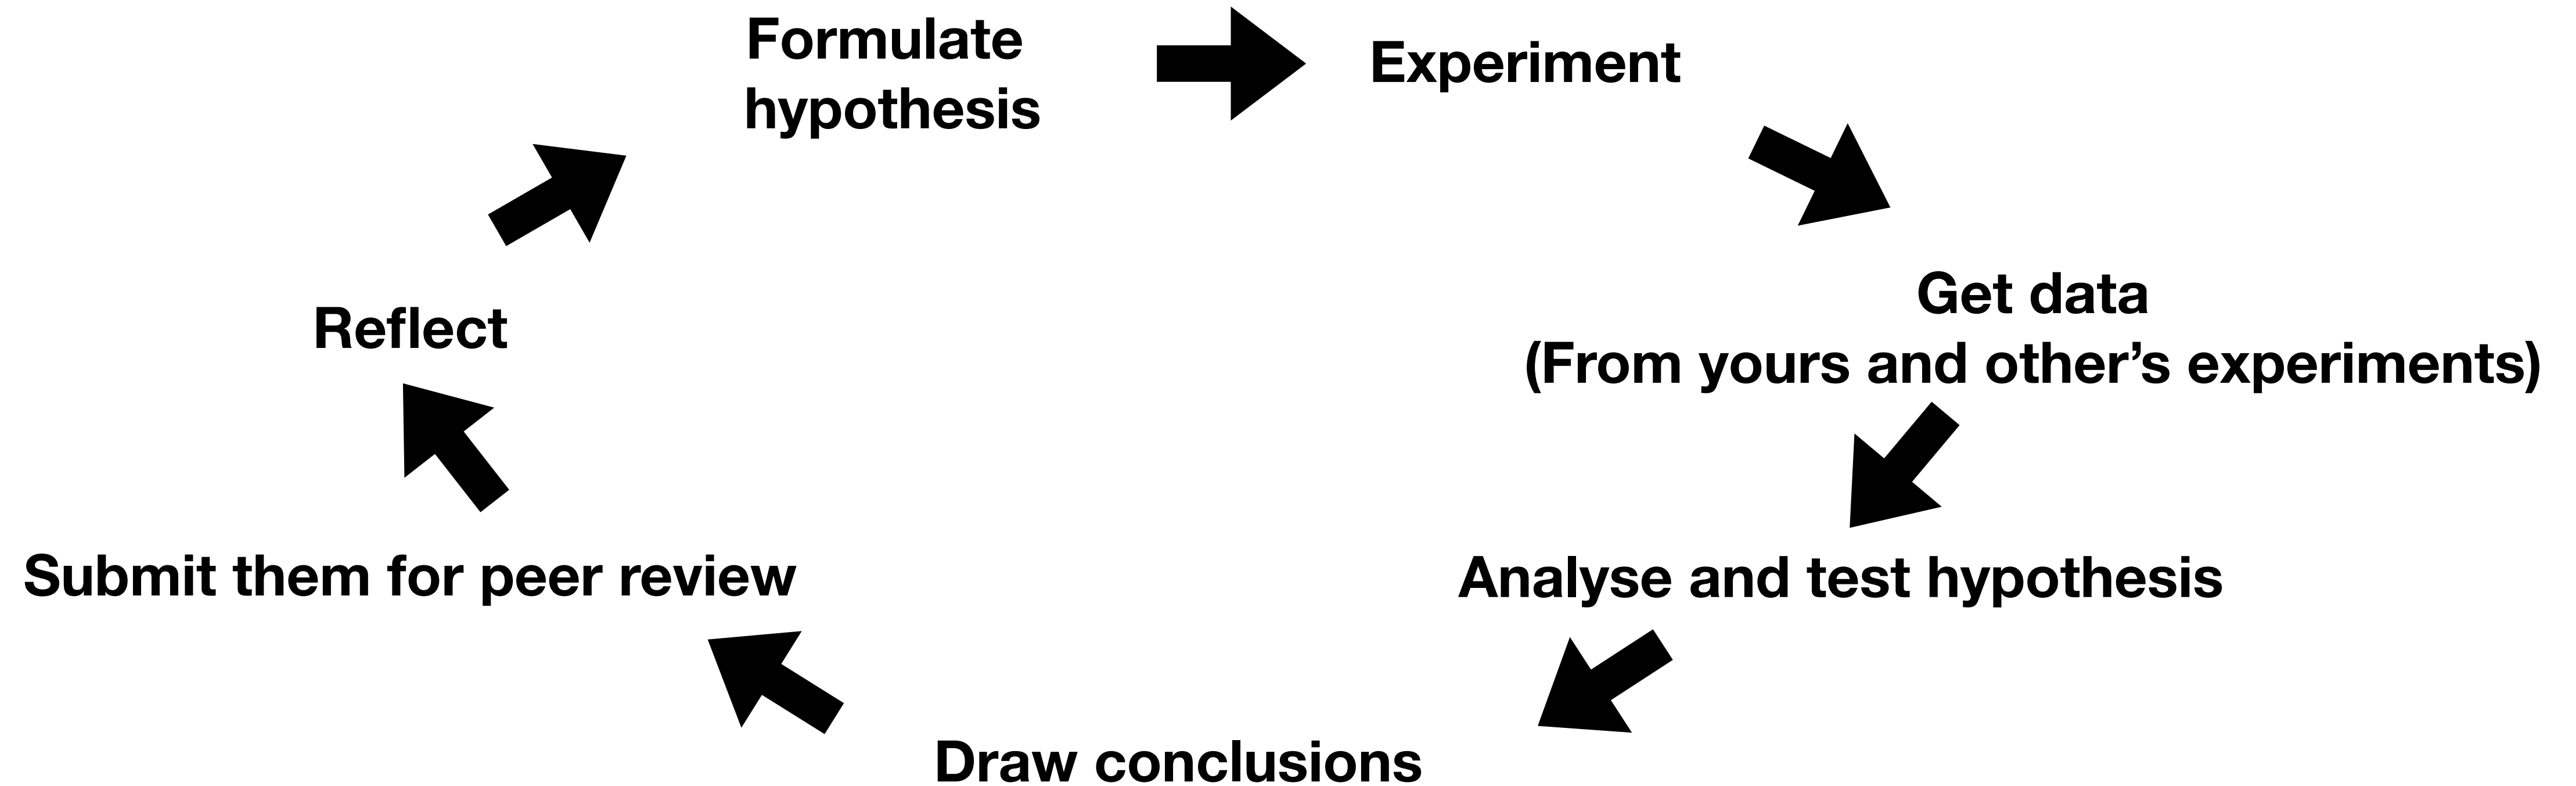 Formulate
hypothesis
Experiment
Get data
(From yours and other’s experiments)
Analyse and test hypothesis
Draw conclusions
Submit them for peer review
Reflect